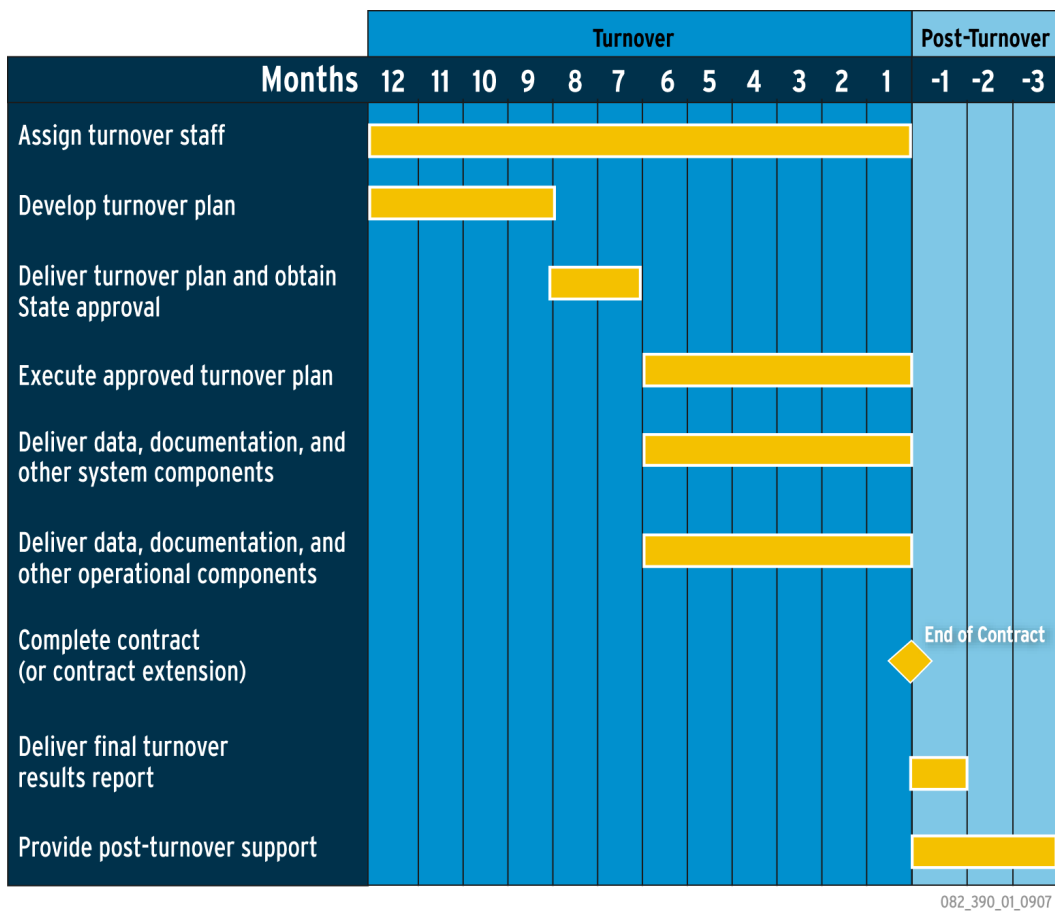 Turnover Post-Turnover
Months 12 11 10 9 8 7 6 5 4 3 2 1 -1 -2 -3
Assign turnover staff
Develop turnover plan
Deliver turnover plan and obtain
State approval
Execute approved turnover plan
Deliver data, documentation, and
other system components
Deliver data, documentation, and
other operational components
Complete contract
(or contract extension)
End of Contract
Deliver final turnover
results report
Provide post-turnover support
082_390_01_0907